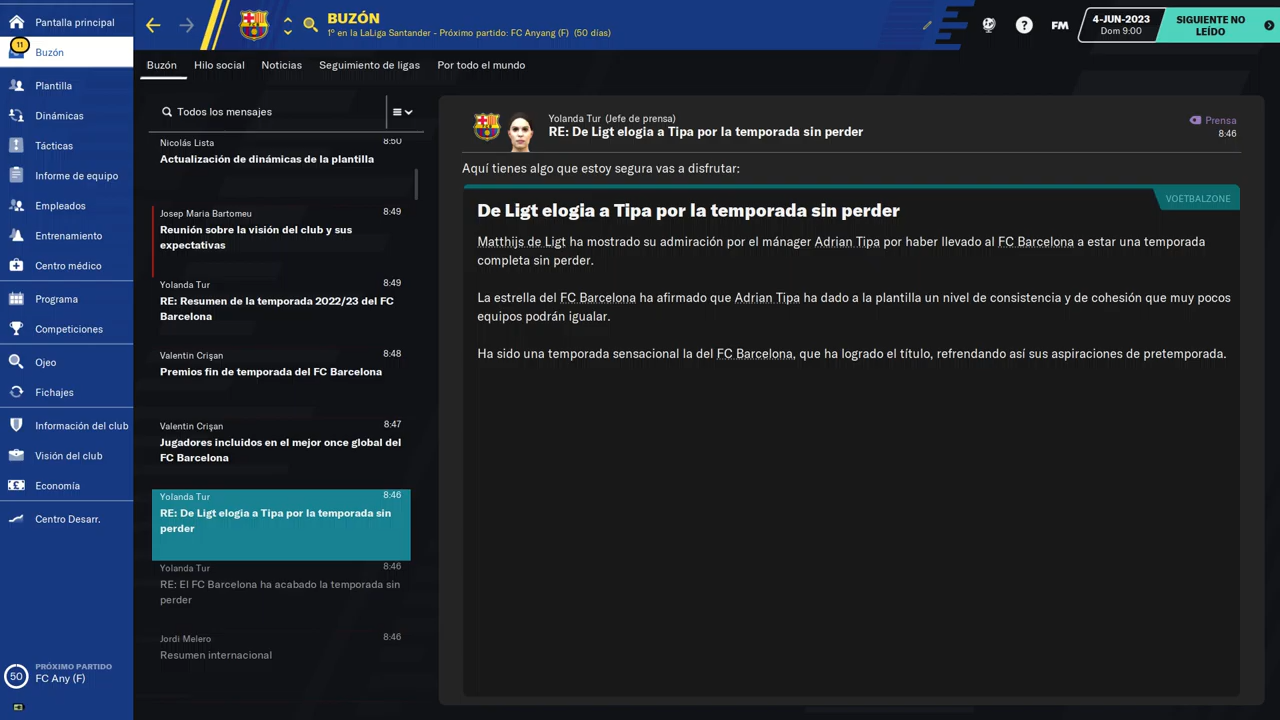 Pantalla principal
11
Buzón
Plantilla
Dinámicas
Tácticas
Informe de equipo
Empleados
Entrenamiento
Centro médico
Programa
Competiciones
Ojeo
Fichajes
Información del club
Visión del club
Economía
Centro Desarr.
50
PRÓXIMO PARTIDO
FC Any (F)
BUZÓN
1º en la LaLiga Santander - Próximo partido: FC Anyang (F) (50 días)
?
FM
4-JUN-2023
Dom 9:00
SIGUIENTE NO
LEÍDO
Buzón
Hilo social
Noticias
Seguimiento de ligas
Por todo el mundo
Todos los mensajes
Nicolás Lista 8:50
Actualización de dinámicas de la plantilla
Josep Maria Bartomeu 8:49
Reunión sobre la visión del club y sus
expectativas
Yolanda Tur 8:49
RE: Resumen de la temporada 2022/23 del FC
Barcelona
Valentin Crișan 8:48
Premios fin de temporada del FC Barcelona
Valentin Crișan 8:47
Jugadores incluidos en el mejor once global del
FC Barcelona
Yolanda Tur 8:46
RE: De Ligt elogia a Tipa por la temporada sin
perder
Yolanda Tur 8:46
RE: El FC Barcelona ha acabado la temporada sin
perder
Jordi Melero 8:46
Resumen internacional
Yolanda Tur (Jefe de prensa)
RE: De Ligt elogia a Tipa por la temporada sin perder
Prensa
8:46
Aquí tienes algo que estoy segura vas a disfrutar:
VOETBALZONE
De Ligt elogia a Tipa por la temporada sin perder
Matthijs de Ligt ha mostrado su admiración por el mánager Adrian Tipa por haber llevado al FC Barcelona a estar una temporada
completa sin perder.
La estrella del FC Barcelona ha afirmado que Adrian Tipa ha dado a la plantilla un nivel de consistencia y de cohesión que muy pocos
equipos podrán igualar.
Ha sido una temporada sensacional la del FC Barcelona, que ha logrado el título, refrendando así sus aspiraciones de pretemporada.